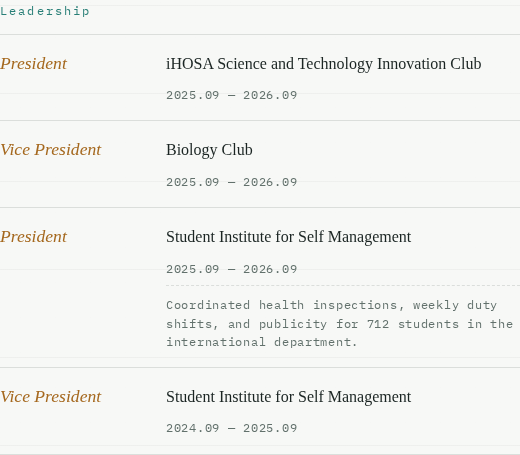 Leadership
President
iHOSA Science and Technology Innovation Club
2025.09 — 2026.09
Vice President
Biology Club
2025.09 — 2026.09
President
Student Institute for Self Management
2025.09 — 2026.09
Coordinated health inspections, weekly duty
shifts, and publicity for 712 students in the
international department.
Vice President
Student Institute for Self Management
2024.09 — 2025.09